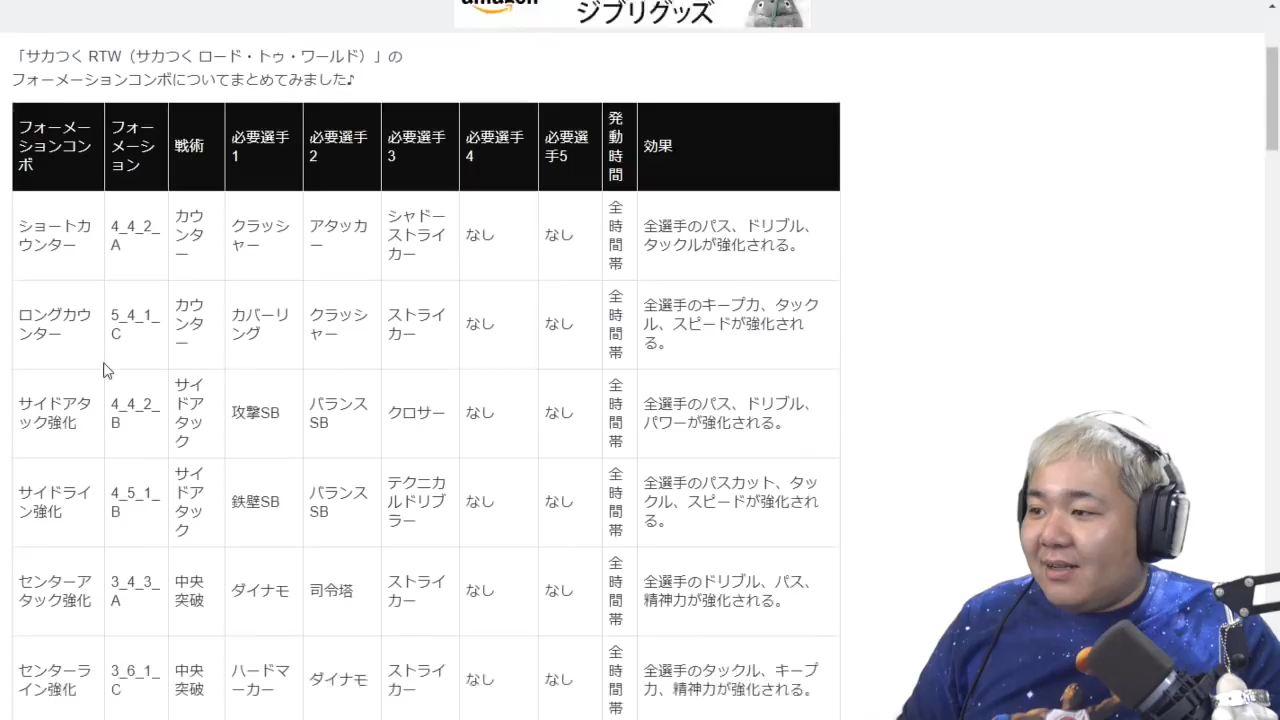 amazon
ジブリグッズ
「サカつく RTW（サカつく ロード・トゥ・ワールド）」の
フォーメーションコンボについてまとめてみました♪
フォーメー
ションコン
ボ
フォー
メーシ
ョン
戦術
必要選手
1
必要選手
2
必要選手
3
必要選手
4
必要選
手5
発
動
時
間
効果
ショートカ
ウンター
4_4_2_
A
カウ
ンタ
ー
クラッシ
ャー
アタッカ
ー
シャドー
ストライ
カー
なし
なし
全
時
間
帯
全選手のパス、ドリブル、
タックルが強化される。
ロングカウ
ンター
5_4_1_
C
カウ
ンタ
ー
カバーリ
ング
クラッシ
ャー
ストライ
カー
なし
なし
全
時
間
帯
全選手のキープ力、タック
ル、スピードが強化され
る。
サイドアタ
ック強化
4_4_2_
B
サイ
ドア
タッ
ク
攻撃SB
バランス
SB
クロサー
なし
なし
全
時
間
帯
全選手のパス、ドリブル、
パワーが強化される。
サイドライ
ン強化
4_5_1_
B
サイ
ドア
タッ
ク
鉄壁SB
バランス
SB
テクニカ
ルドリブ
ラー
なし
なし
全
時
間
帯
全選手のパスカット、タッ
クル、スピードが強化され
る。
センターア
タック強化
3_4_3_
A
中央
突破
ダイナモ
司令塔
ストライ
カー
なし
なし
全
時
間
帯
全選手のドリブル、パス、
精神力が強化される。
センターラ
イン強化
3_6_1_
C
中央
突破
ハードマ
ーカー
ダイナモ
ストライ
カー
なし
なし
全
時
間
帯
全選手のタックル、キープ
力、精神力が強化される。